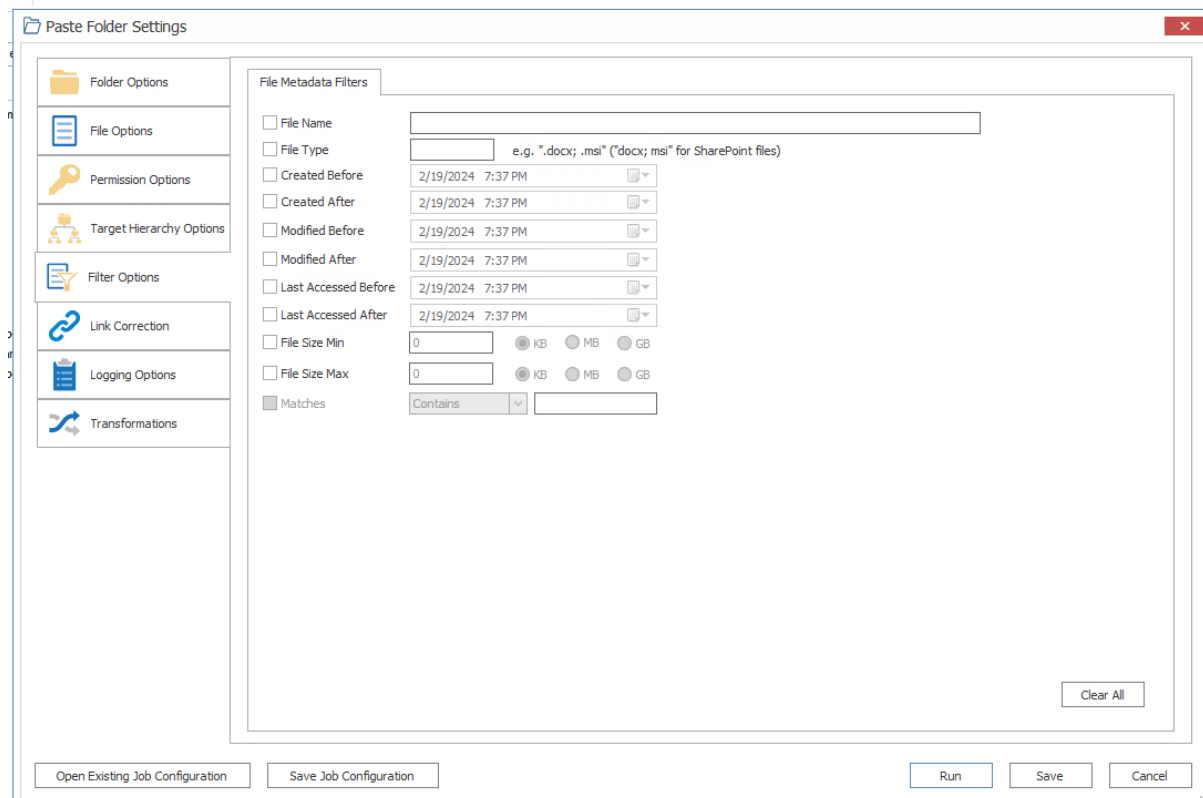 Paste Folder Settings
Folder Options
File Options
Permission Options
Target Hierarchy Options
Filter Options
Link Correction
Logging Options
Transformations
File Metadata Filters
File Name
File Type e.g. ".docx; .msi" ("docx; msi" for SharePoint files)
Created Before 2/19/2024 7:37 PM
Created After 2/19/2024 7:37 PM
Modified Before 2/19/2024 7:37 PM
Modified After 2/19/2024 7:37 PM
Last Accessed Before 2/19/2024 7:37 PM
Last Accessed After 2/19/2024 7:37 PM
File Size Min 0 KB MB GB
File Size Max 0 KB MB GB
Matches Contains
Clear All
Open Existing Job Configuration Save Job Configuration Run Save Cancel